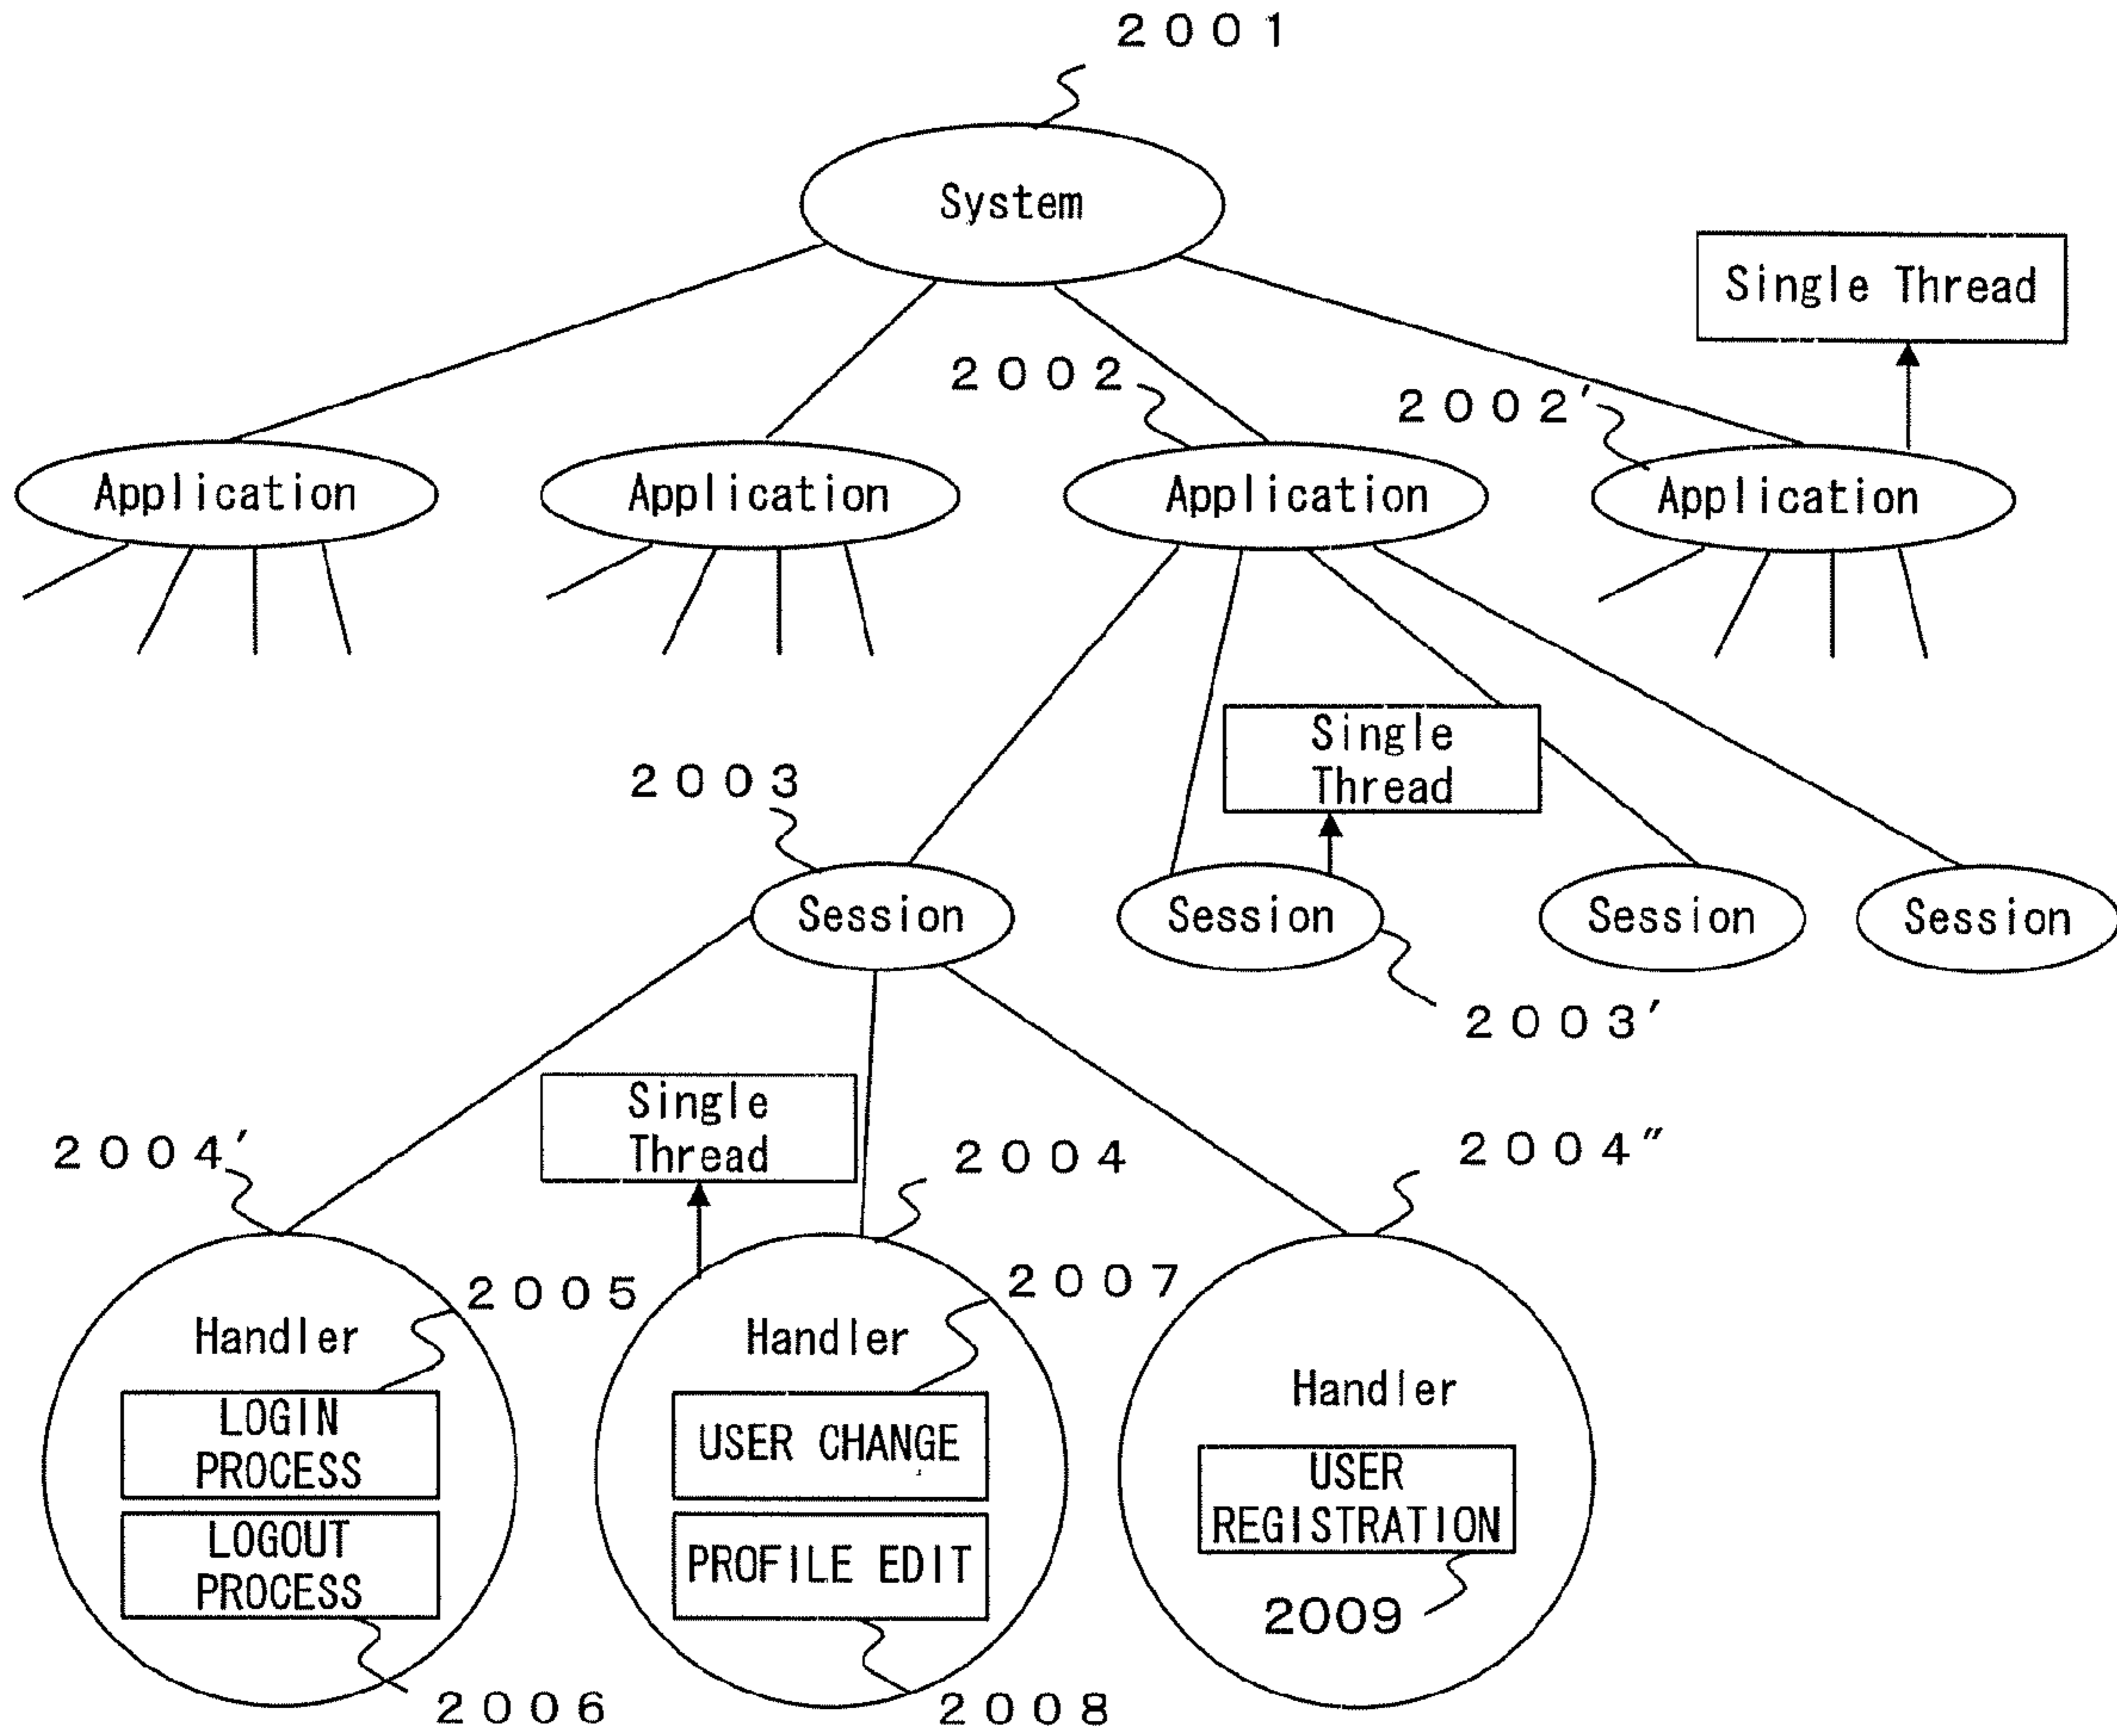 2001
System
Single Thread
2002
2002'
Application
Application
Application
Application
Single
Thread
2003
Session
Session
Session
Session
2003'
Single
Thread
2004'
2004
2004"
2005
2007
Handler
Handler
Handler
LOGIN
PROCESS
USER CHANGE
USER
REGISTRATION
LOGOUT
PROCESS
PROFILE EDIT
2009
2006
2008